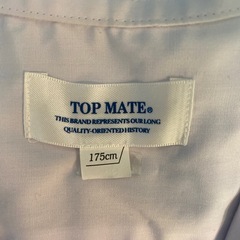 TOP MATE®
THIS BRAND REPRESENTS OUR LONG
QUALITY-ORIENTED HISTORY
175cm